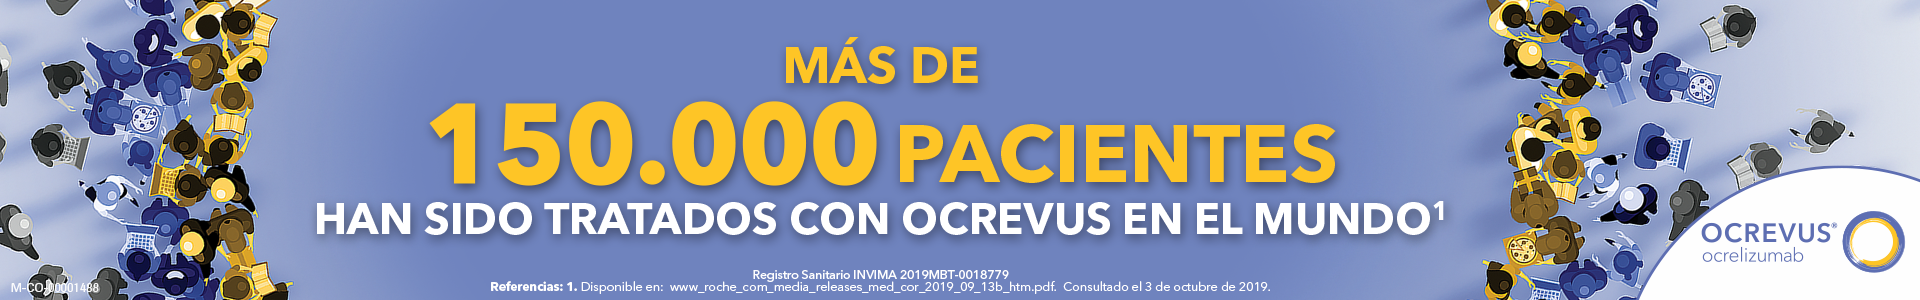 MÁS DE
150.000 PACIENTES
HAN SIDO TRATADOS CON OCREVUS EN EL MUNDO¹
OCREVUS®
ocrelizumab
Registro Sanitario INVIMA 2019MBT-0018779
M-CO-00001488
Referencias: 1. Disponible en: www_roche_com_media_releases_med_cor_2019_09_13b_htm.pdf. Consultado el 3 de octubre de 2019.